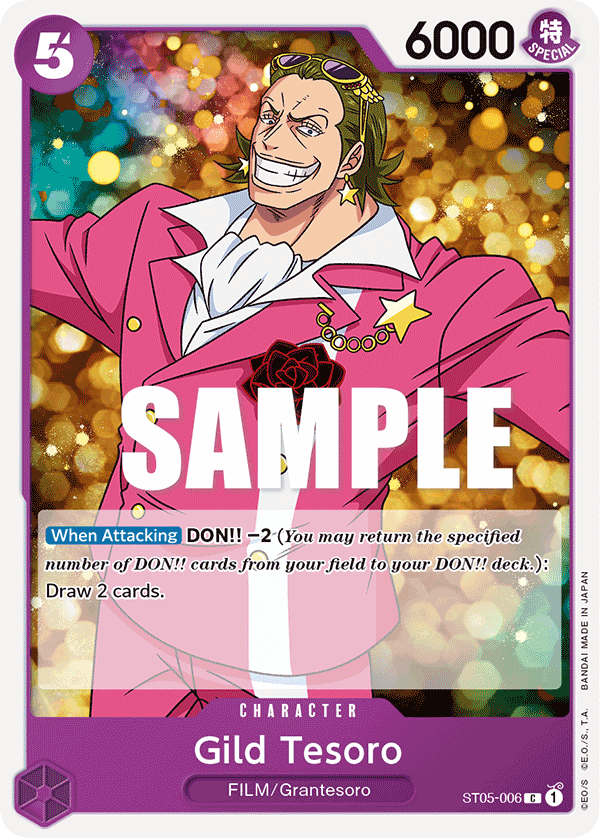 5
6000
特
SPECIAL
SAMPLE
When Attacking DON!! −2 (You may return the specified
number of DON!! cards from your field to your DON!! deck.):
Draw 2 cards.
CHARACTER
Gild Tesoro
FILM/Grantesoro
ST05-006 C 1
©EO/S ©E.O./S., T.A. BANDAI MADE IN JAPAN